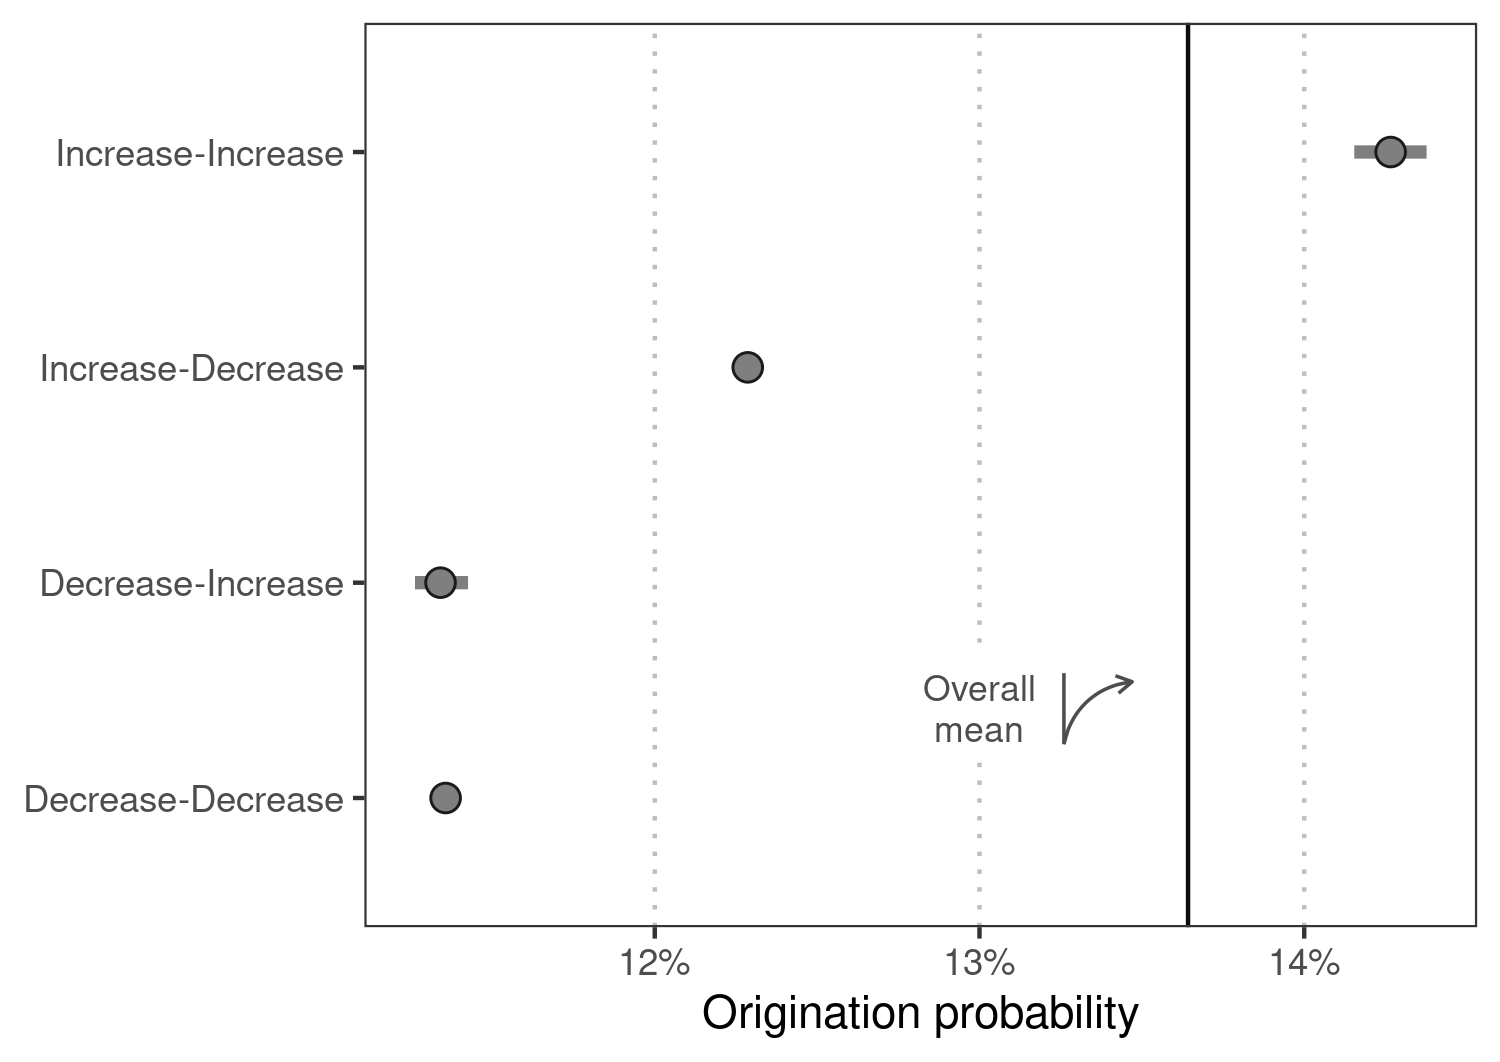 Increase-Increase
Increase-Decrease
Decrease-Increase
Overall
mean
Decrease-Decrease
12%
13%
14%
Origination probability